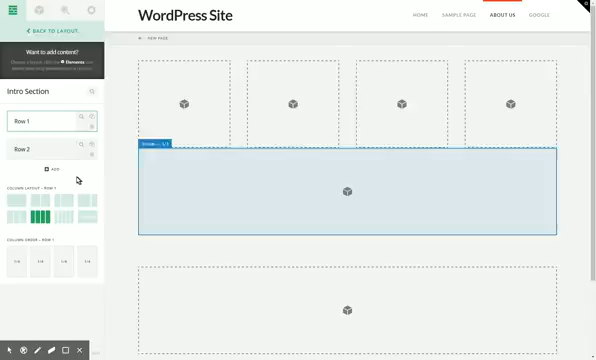 WordPress Site
HOME
SAMPLE PAGE
ABOUT US
GOOGLE
BACK TO LAYOUT
NEW PAGE
Want to add content?
Elements
Intro Section
Row 1
Row 2
ADD
COLUMN LAYOUT – ROW 1
COLUMN ORDER – ROW 1
1/4
1/4
1/4
1/4